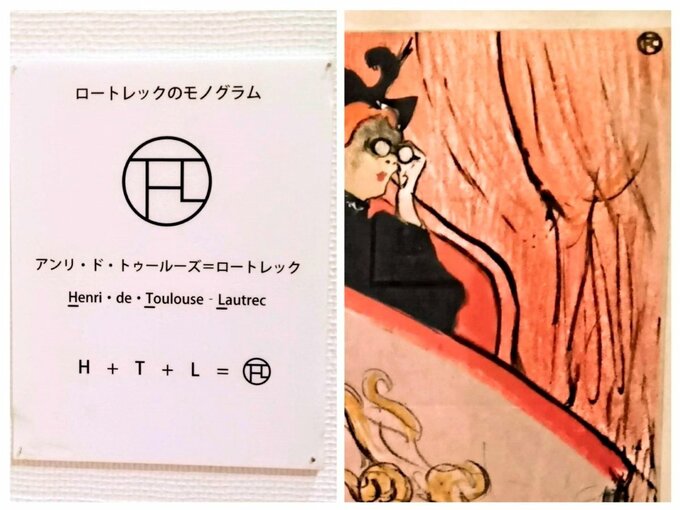 ロートレックのモノグラム
アンリ・ド・トゥールーズ=ロートレック
Henri・de・Toulouse‐Lautrec
H + T + L =